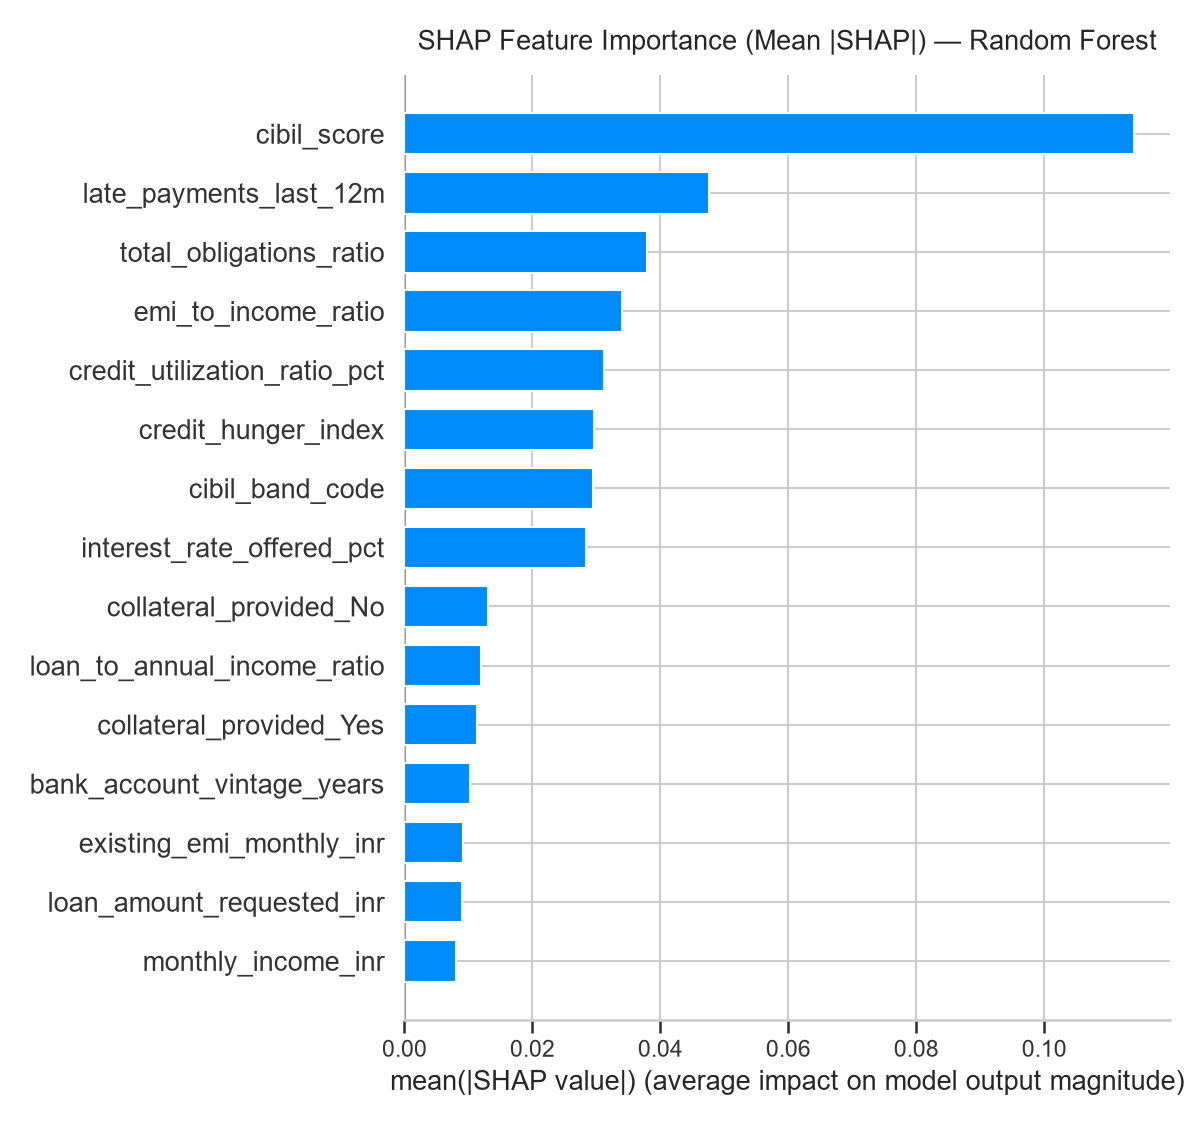 SHAP Feature Importance (Mean |SHAP|) — Random Forest
cibil_score
late_payments_last_12m
total_obligations_ratio
emi_to_income_ratio
credit_utilization_ratio_pct
credit_hunger_index
cibil_band_code
interest_rate_offered_pct
collateral_provided_No
loan_to_annual_income_ratio
collateral_provided_Yes
bank_account_vintage_years
existing_emi_monthly_inr
loan_amount_requested_inr
monthly_income_inr
0.00 0.02 0.04 0.06 0.08 0.10
mean(|SHAP value|) (average impact on model output magnitude)